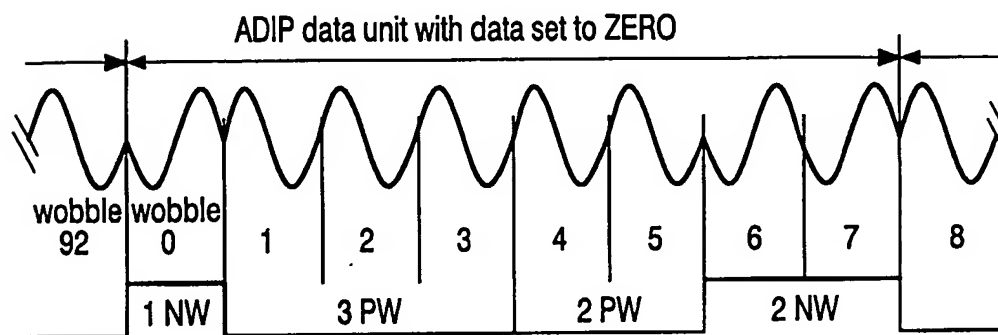 ADIP data unit with data set to ZERO
wobble wobble
92 0 1 2 3 4 5 6 7 8
1 NW 3 PW 2 PW 2 NW